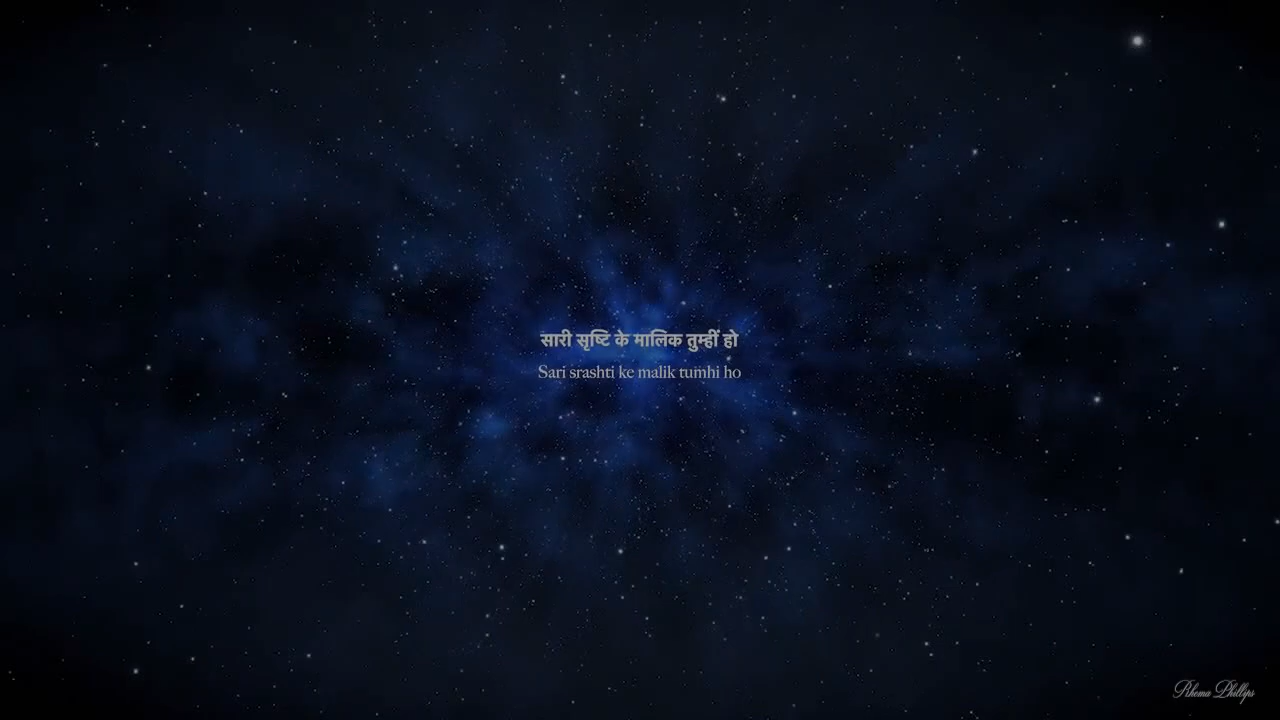 सारी सृष्टि के मालिक तुम्हीं हो
Sari srashti ke malik tumhi ho
Rhema Phillips